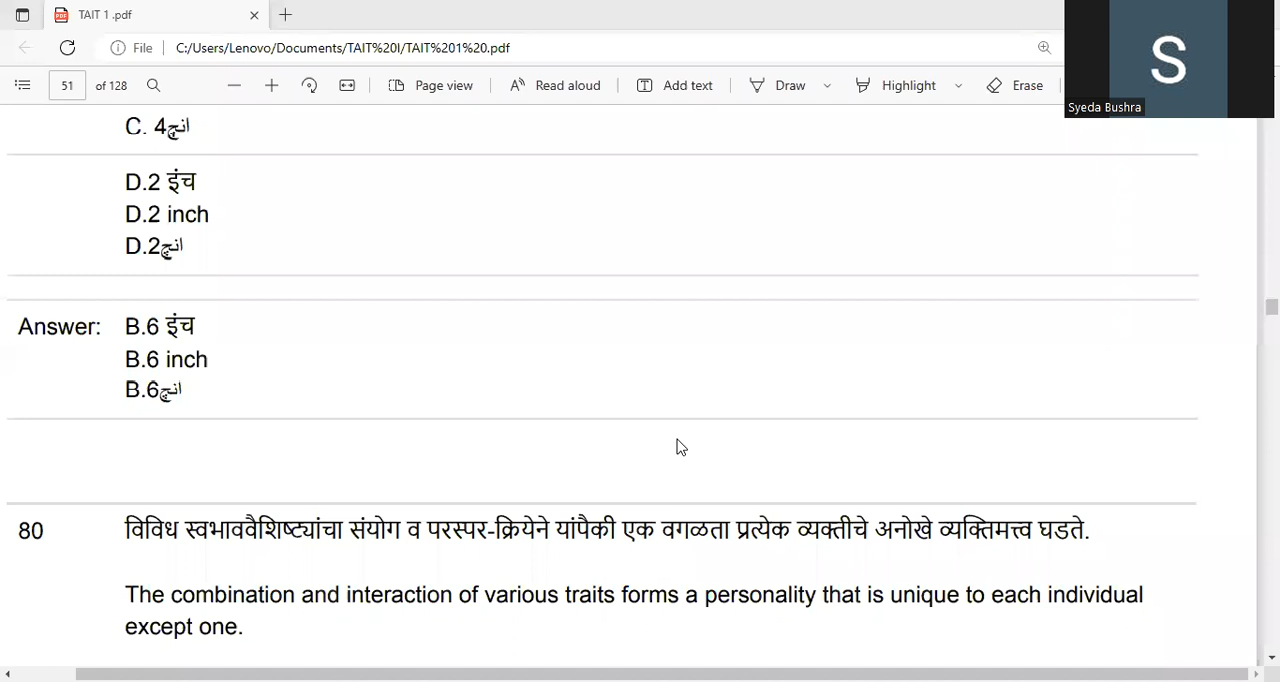 TAIT 1 .pdf
File
C:/Users/Lenovo/Documents/TAIT%20I/TAIT%201%20.pdf
51 of 128
Page view
Read aloud
Add text
Draw
Highlight
Erase
S
Syeda Bushra
C. 4انچ
D.2 इंच
D.2 inch
D.2انچ
Answer: B.6 इंच
B.6 inch
B.6انچ
80 विविध स्वभाववैशिष्ट्यांचा संयोग व परस्पर-क्रियेने यांपैकी एक वगळता प्रत्येक व्यक्तीचे अनोखे व्यक्तिमत्त्व घडते.
The combination and interaction of various traits forms a personality that is unique to each individual
except one.